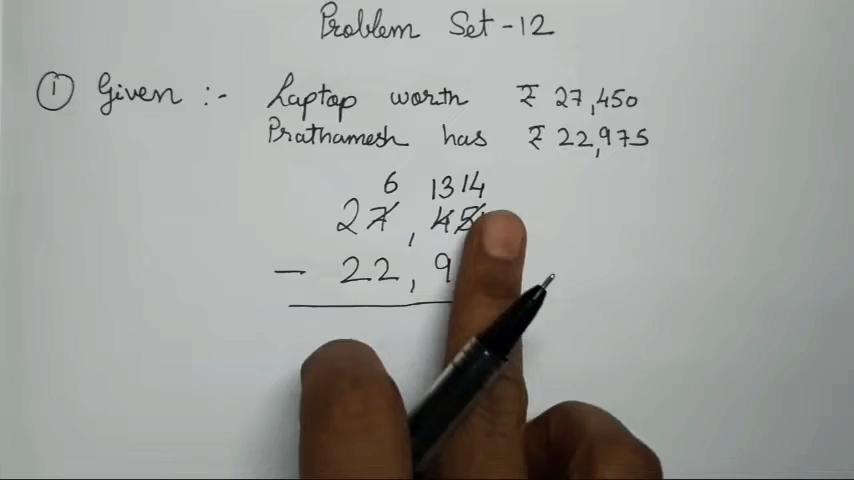 Problem Set - 12
① Given :- Laptop worth ₹ 27,450
Prathamesh has ₹ 22,975
6 13 14
27,45
- 22,9